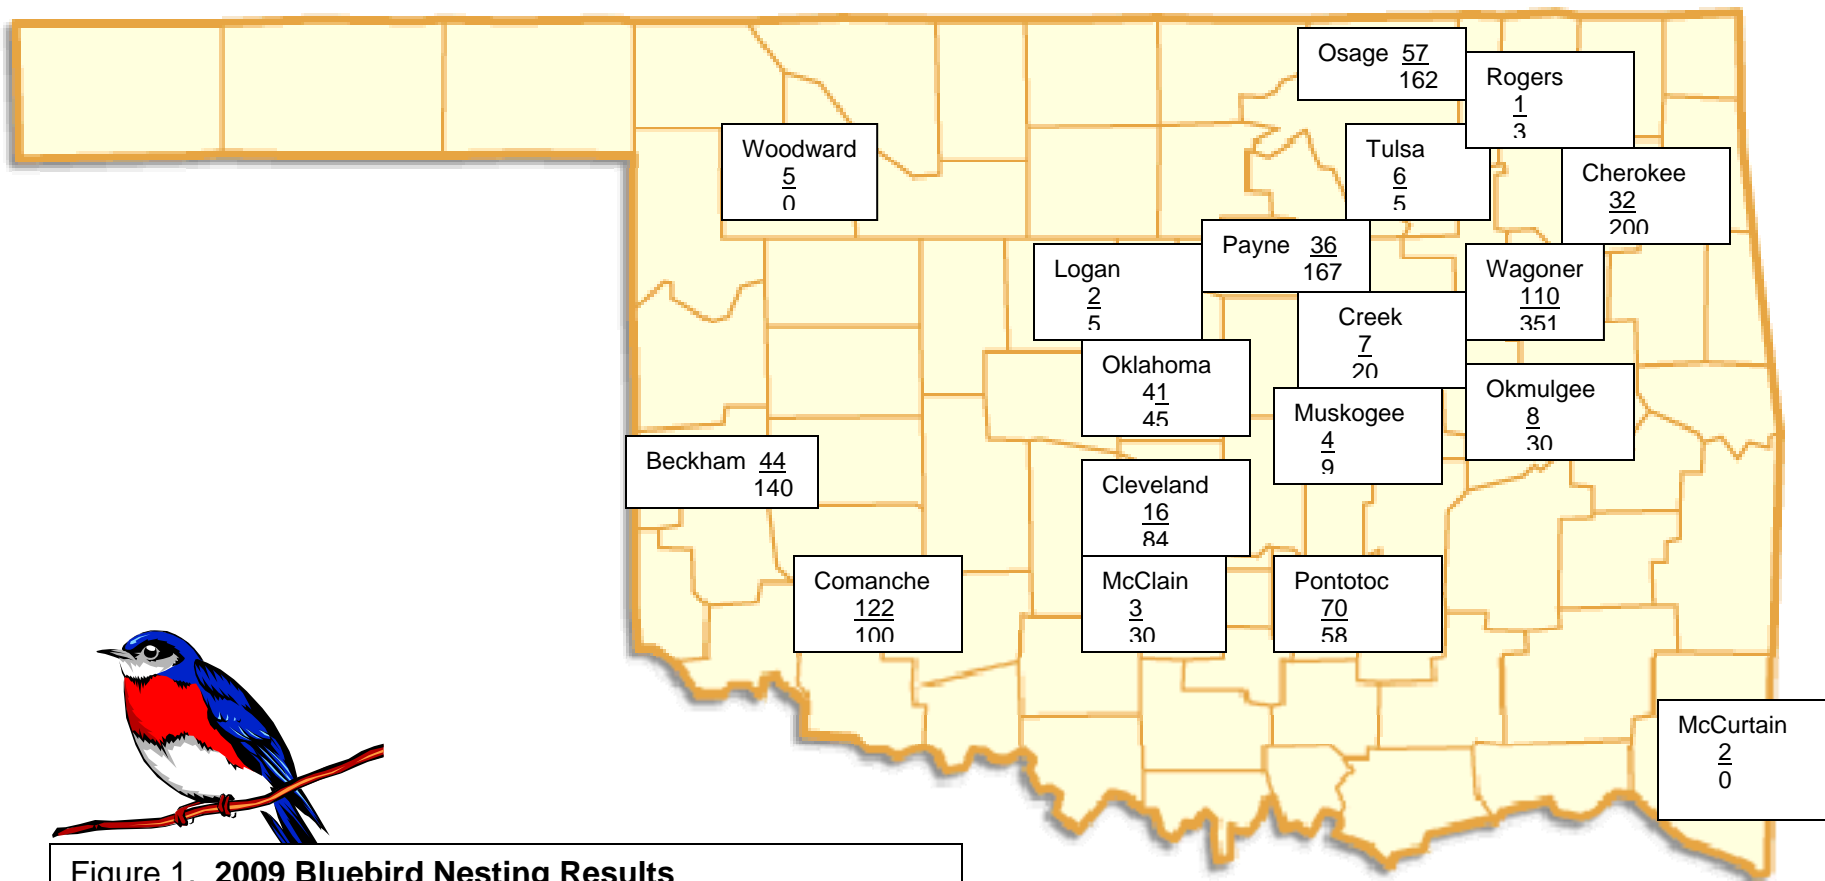 Osage 57
162
Rogers
1
3
Woodward
5
0
Tulsa
6
5
Cherokee
32
200
Payne 36
167
Logan
2
5
Wagoner
110
351
Creek
7
20
Oklahoma
41
45
Okmulgee
8
30
Muskogee
4
9
Beckham 44
140
Cleveland
16
84
Comanche
122
100
McClain
3
30
Pontotoc
70
58
McCurtain
2
0
Figure 1. 2009 Bluebird Nesting Results